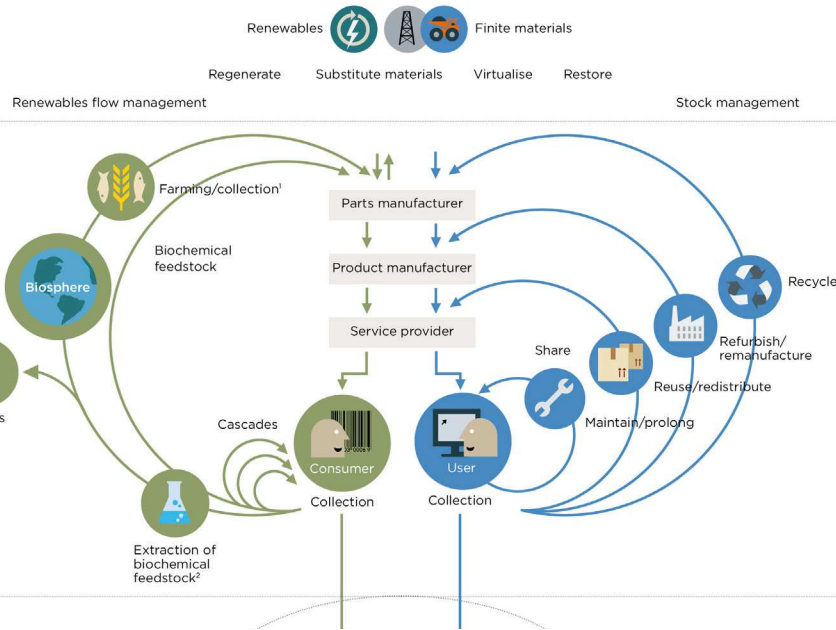 Renewables
Finite materials
Regenerate
Substitute materials
Virtualise
Restore
Renewables flow management
Stock management
Farming/collection¹
Parts manufacturer
Biochemical
feedstock
Product manufacturer
Biosphere
Recycle
Service provider
Refurbish/
remanufacture
Share
Reuse/redistribute
s
Cascades
Maintain/prolong
Consumer
User
Collection
Collection
Extraction of
biochemical
feedstock²